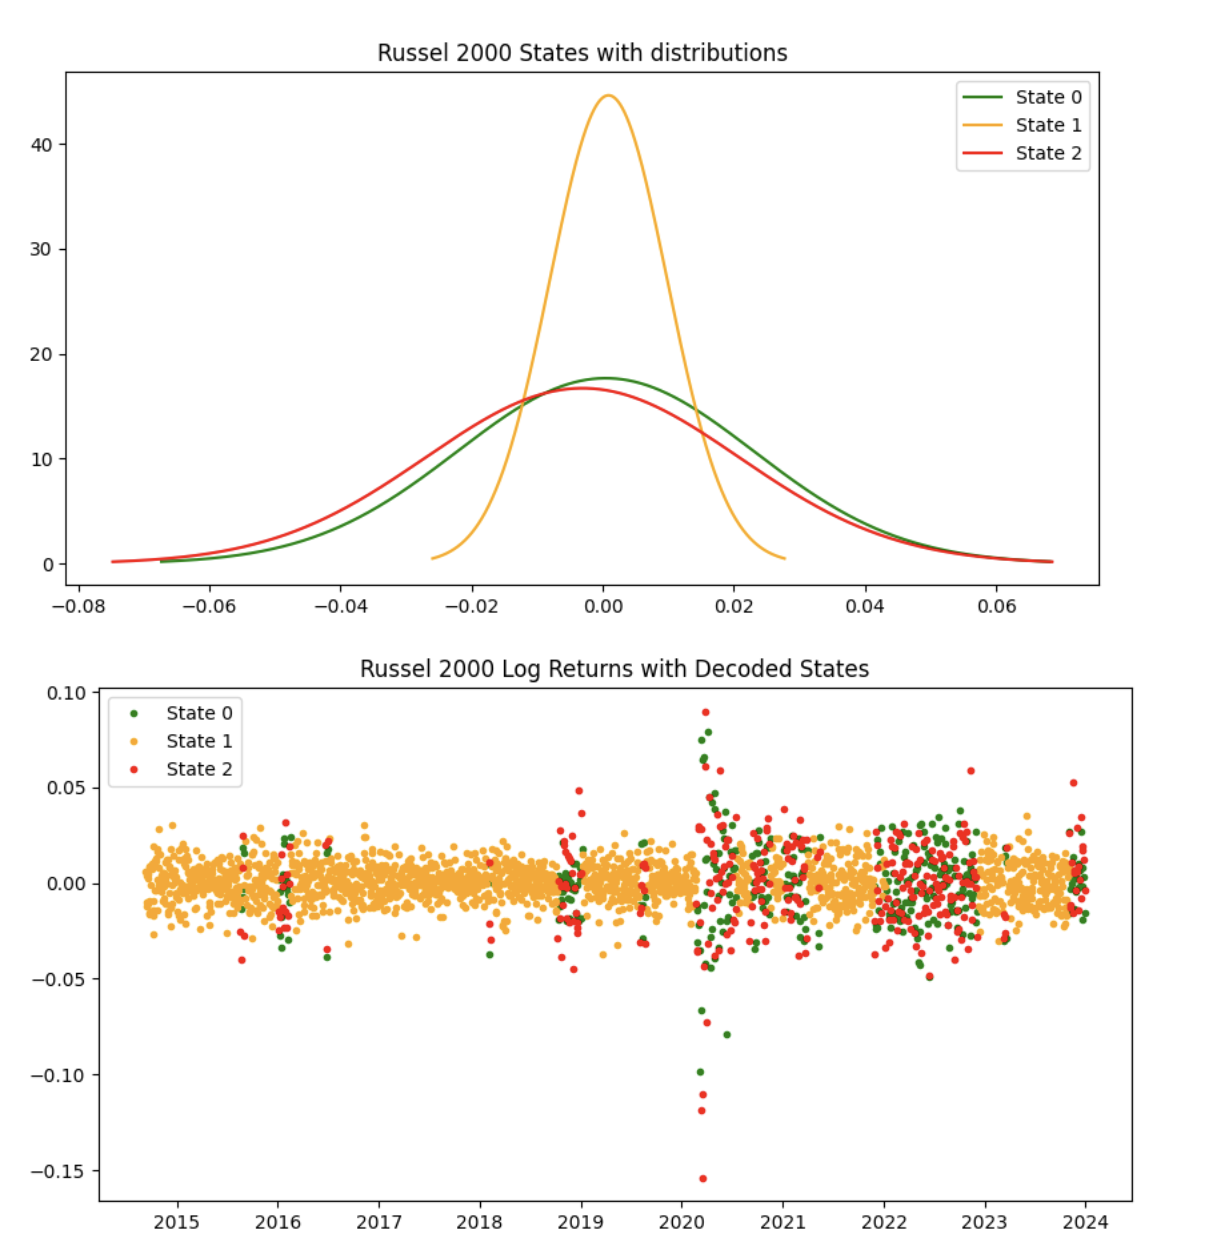 Russel 2000 States with distributions
State 0
State 1
State 2
40
30
20
10
0
−0.08 −0.06 −0.04 −0.02 0.00 0.02 0.04 0.06
Russel 2000 Log Returns with Decoded States
State 0
State 1
State 2
0.10
0.05
0.00
−0.05
−0.10
−0.15
2015 2016 2017 2018 2019 2020 2021 2022 2023 2024